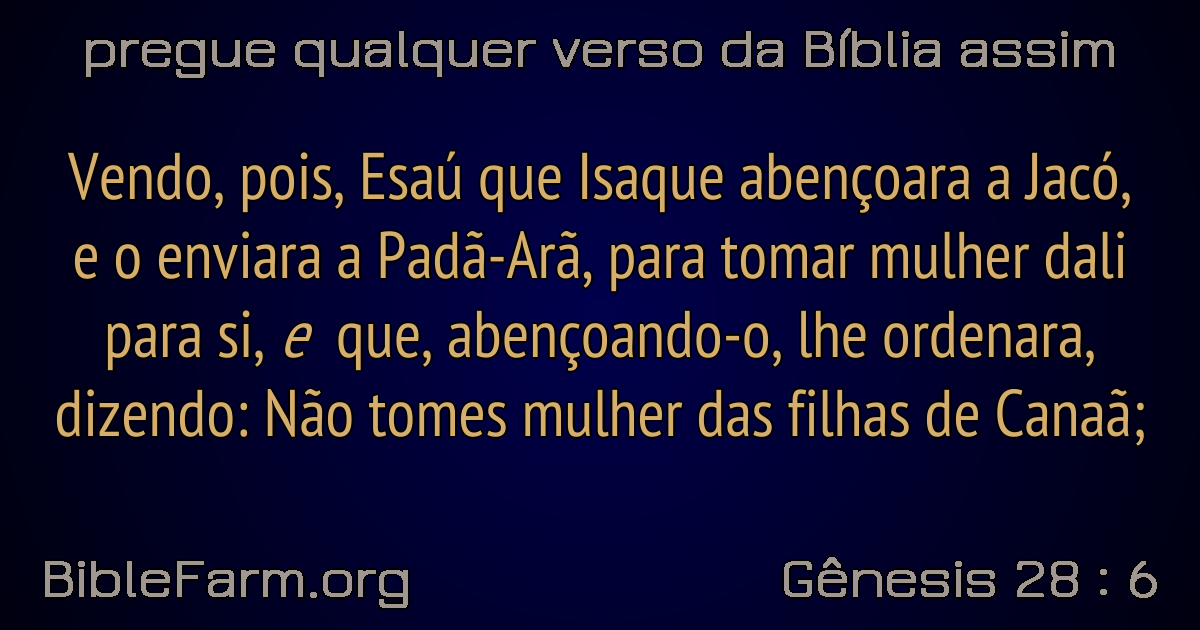 pregue qualquer verso da Bíblia assim
Vendo, pois, Esaú que Isaque abençoara a Jacó,
e o enviara a Padã-Arã, para tomar mulher dali
para si, e que, abençoando-o, lhe ordenara,
dizendo: Não tomes mulher das filhas de Canaã;
BibleFarm.org
Gênesis 28 : 6